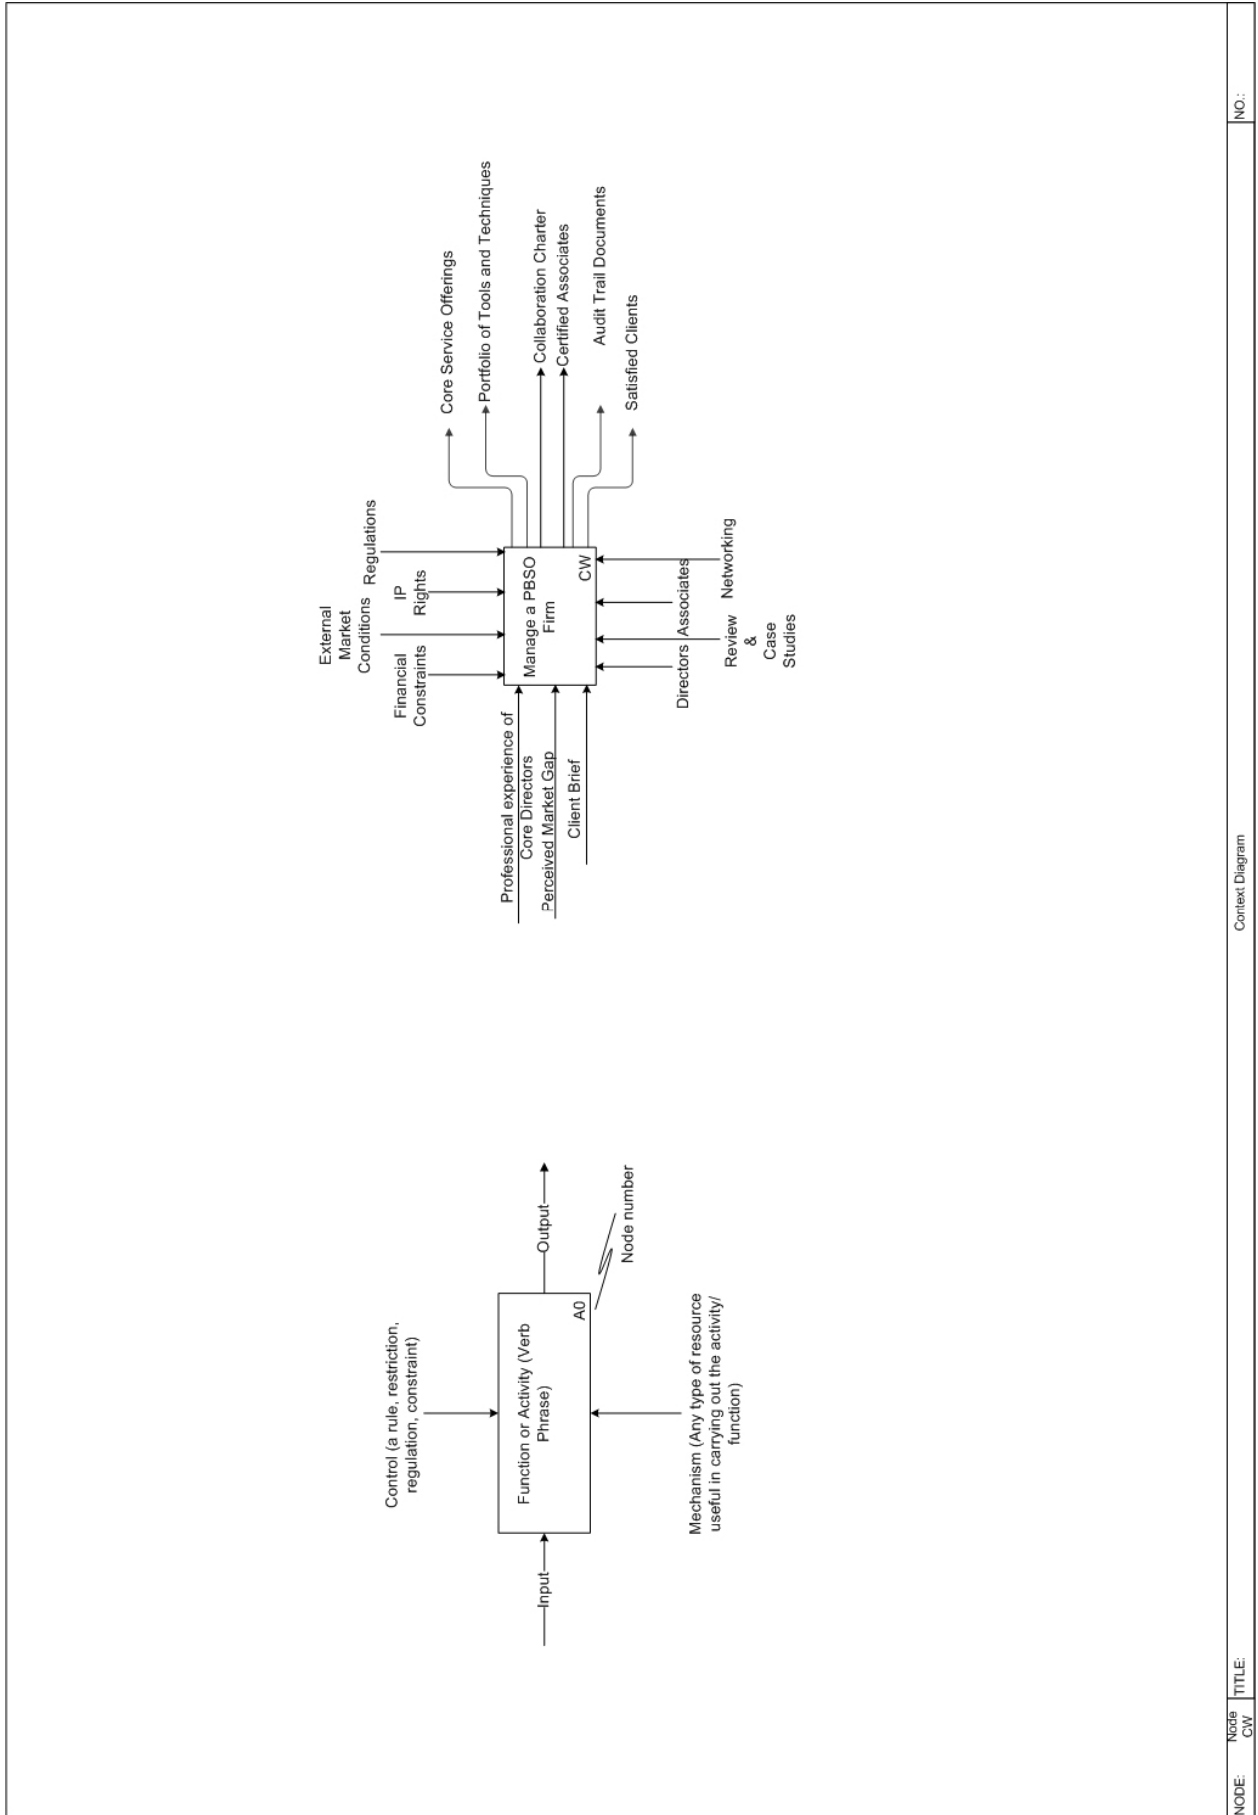 Control (a rule, restriction,
regulation, constraint)
Input
Function or Activity (Verb
Phrase)
A0
Output
Node number
Mechanism (Any type of resource
useful in carrying out the activity/
function)
External
Market
Conditions
Regulations
Financial
Constraints
IP
Rights
Professional experience of
Core Directors
Perceived Market Gap
Client Brief
Manage a PBSO
Firm
CW
Core Service Offerings
Portfolio of Tools and Techniques
Collaboration Charter
Certified Associates
Audit Trail Documents
Satisfied Clients
Directors
Associates
Review
&
Case
Studies
Networking
NODE:
Node
CW
TITLE:
Context Diagram
NO.: